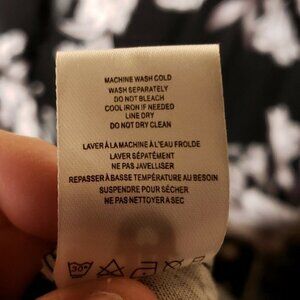 MACHINE WASH COLD
WASH SEPARATELY
DO NOT BLEACH
COOL IRON IF NEEDED
LINE DRY
DO NOT DRY CLEAN
LAVER À LA MACHINE À L'EAU FROLDE
LAVER SÉPATÉMENT
NE PAS JAVELLISER
REPASSER À BASSE TEMPÉRATURE AU BESOIN
SUSPENDRE POUR SÉCHER
NE PAS NETTOYER A SEC
30°